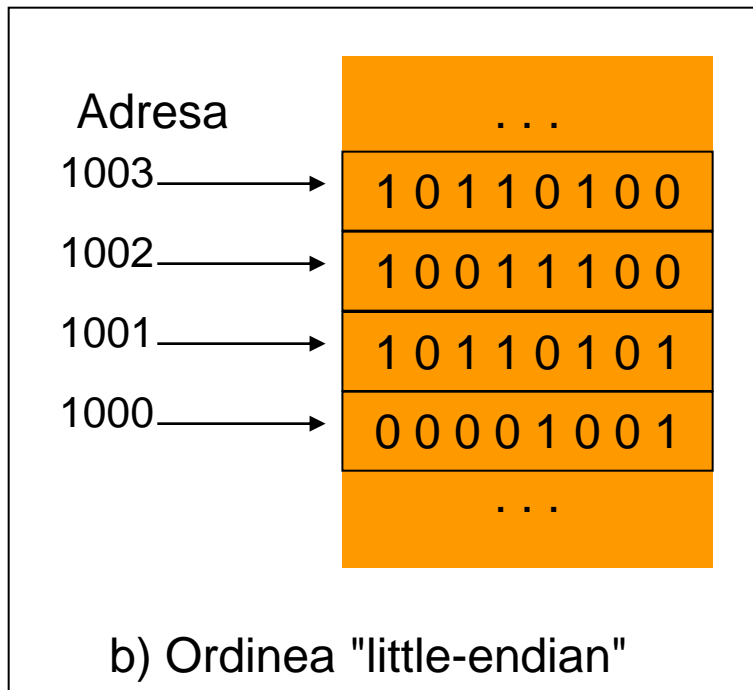 Adresa
. . .
1003 1 0 1 1 0 1 0 0
1002 1 0 0 1 1 1 0 0
1001 1 0 1 1 0 1 0 1
1000 0 0 0 0 1 0 0 1
. . .
b) Ordinea "little-endian"